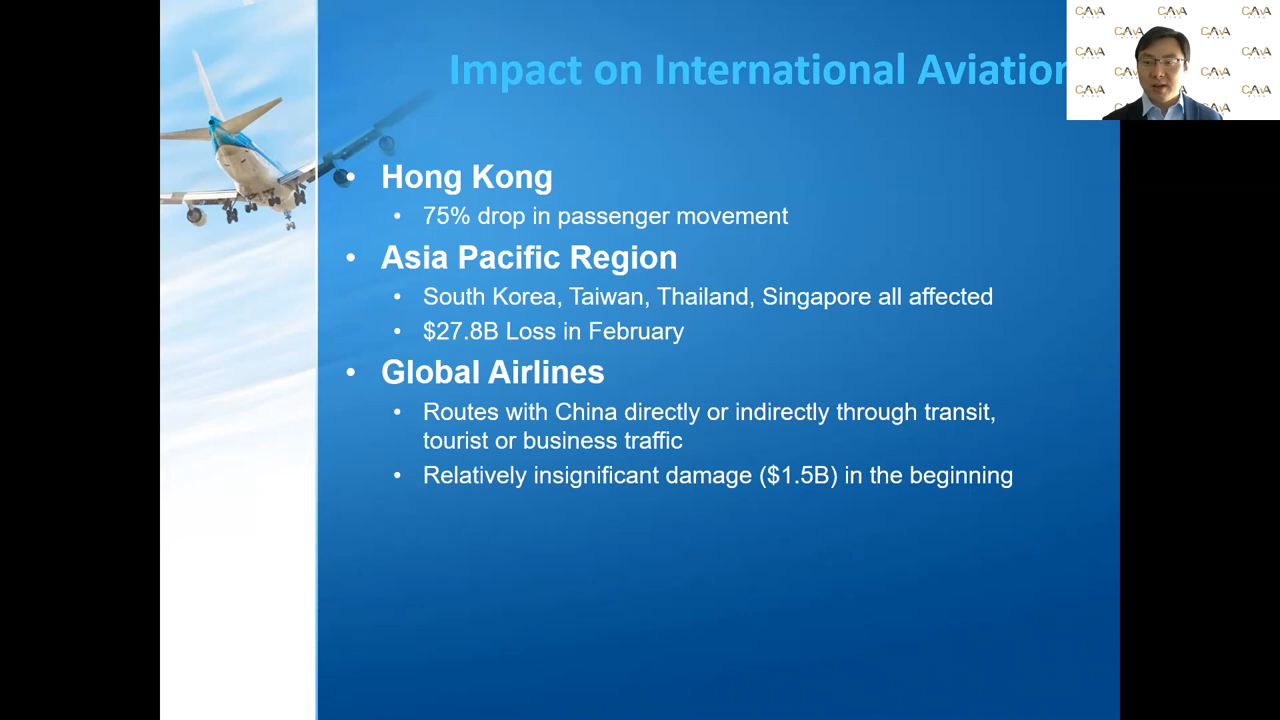 Impact on International Aviation
Hong Kong
75% drop in passenger movement
Asia Pacific Region
South Korea, Taiwan, Thailand, Singapore all affected
$27.8B Loss in February
Global Airlines
Routes with China directly or indirectly through transit,
tourist or business traffic
Relatively insignificant damage ($1.5B) in the beginning